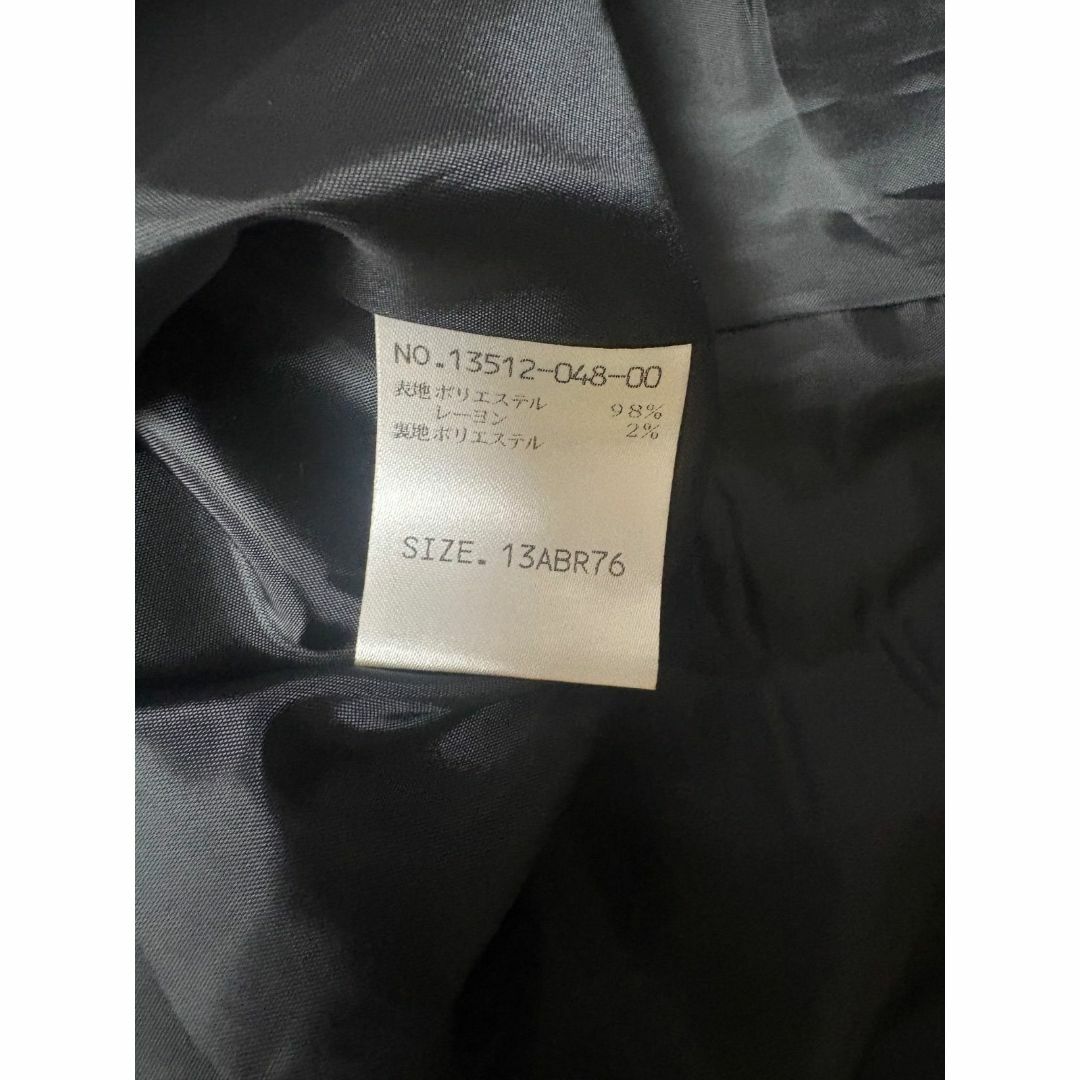 NO.13512-048-00
表地 ポリエステル 98%
レーヨン 2%
裏地 ポリエステル
SIZE. 13ABR76